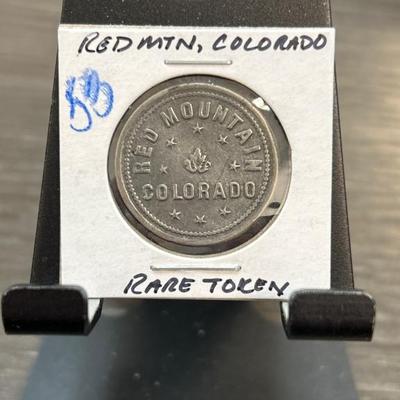 RED MTN, COLORADO
RED MOUNTAIN
COLORADO
RARE TOKEN